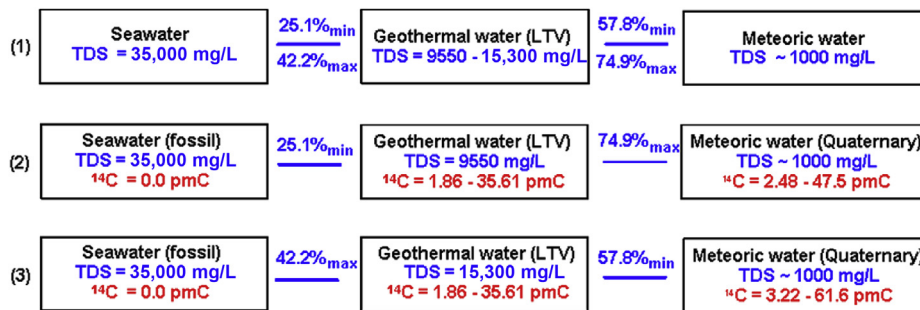 (1)
Seawater
TDS = 35,000 mg/L
25.1%min
42.2%max
Geothermal water (LTV)
TDS = 9550 - 15,300 mg/L
57.8%min
74.9%max
Meteoric water
TDS ~ 1000 mg/L
(2)
Seawater (fossil)
TDS = 35,000 mg/L
¹⁴C = 0.0 pmC
25.1%min
Geothermal water (LTV)
TDS = 9550 mg/L
¹⁴C = 1.86 - 35.61 pmC
74.9%max
Meteoric water (Quaternary)
TDS ~ 1000 mg/L
¹⁴C = 2.48 - 47.5 pmC
(3)
Seawater (fossil)
TDS = 35,000 mg/L
¹⁴C = 0.0 pmC
42.2%max
Geothermal water (LTV)
TDS = 15,300 mg/L
¹⁴C = 1.86 - 35.61 pmC
57.8%min
Meteoric water (Quaternary)
TDS ~ 1000 mg/L
¹⁴C = 3.22 - 61.6 pmC